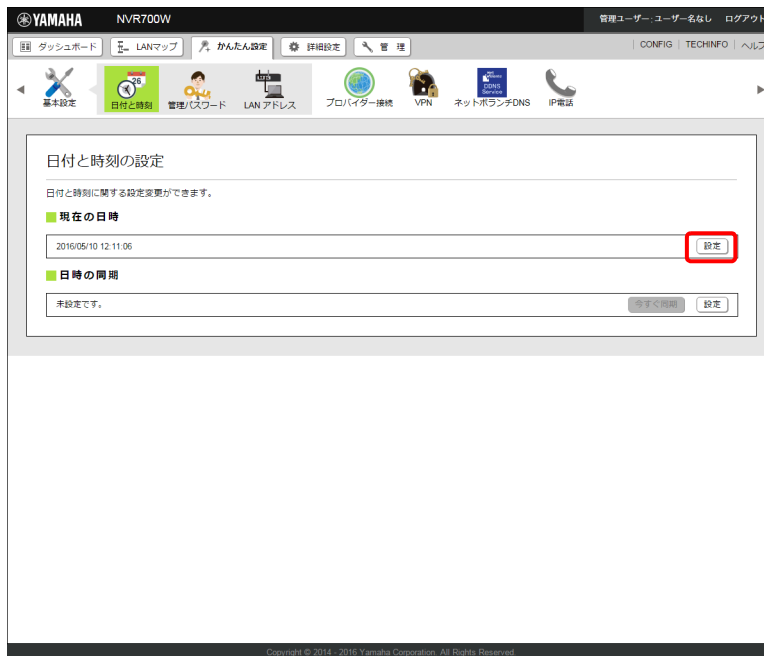 YAMAHA NVR700W 管理ユーザー:ユーザー名なし ログアウト
ダッシュボード LANマップ かんたん設定 詳細設定 管 理 CONFIG | TECHINFO | ヘルプ
26
基本設定 日付と時刻 管理パスワード LAN アドレス プロバイダー接続 VPN ネットボランチDNS IP電話
DDNS
Service
日付と時刻の設定
日付と時刻に関する設定変更ができます。
現在の日時
2016/05/10 12:11:06 設定
日時の同期
未設定です。 今すぐ同期 設定
Copyright © 2014 - 2016 Yamaha Corporation. All Rights Reserved.